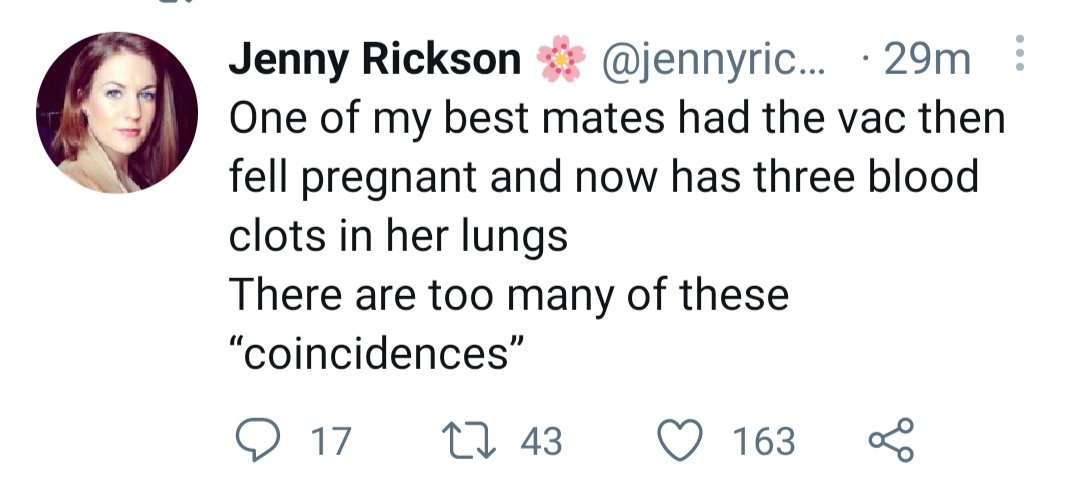 Jenny Rickson 🌸 @jennyric... · 29m
One of my best mates had the vac then
fell pregnant and now has three blood
clots in her lungs
There are too many of these
“coincidences”
17 43 163